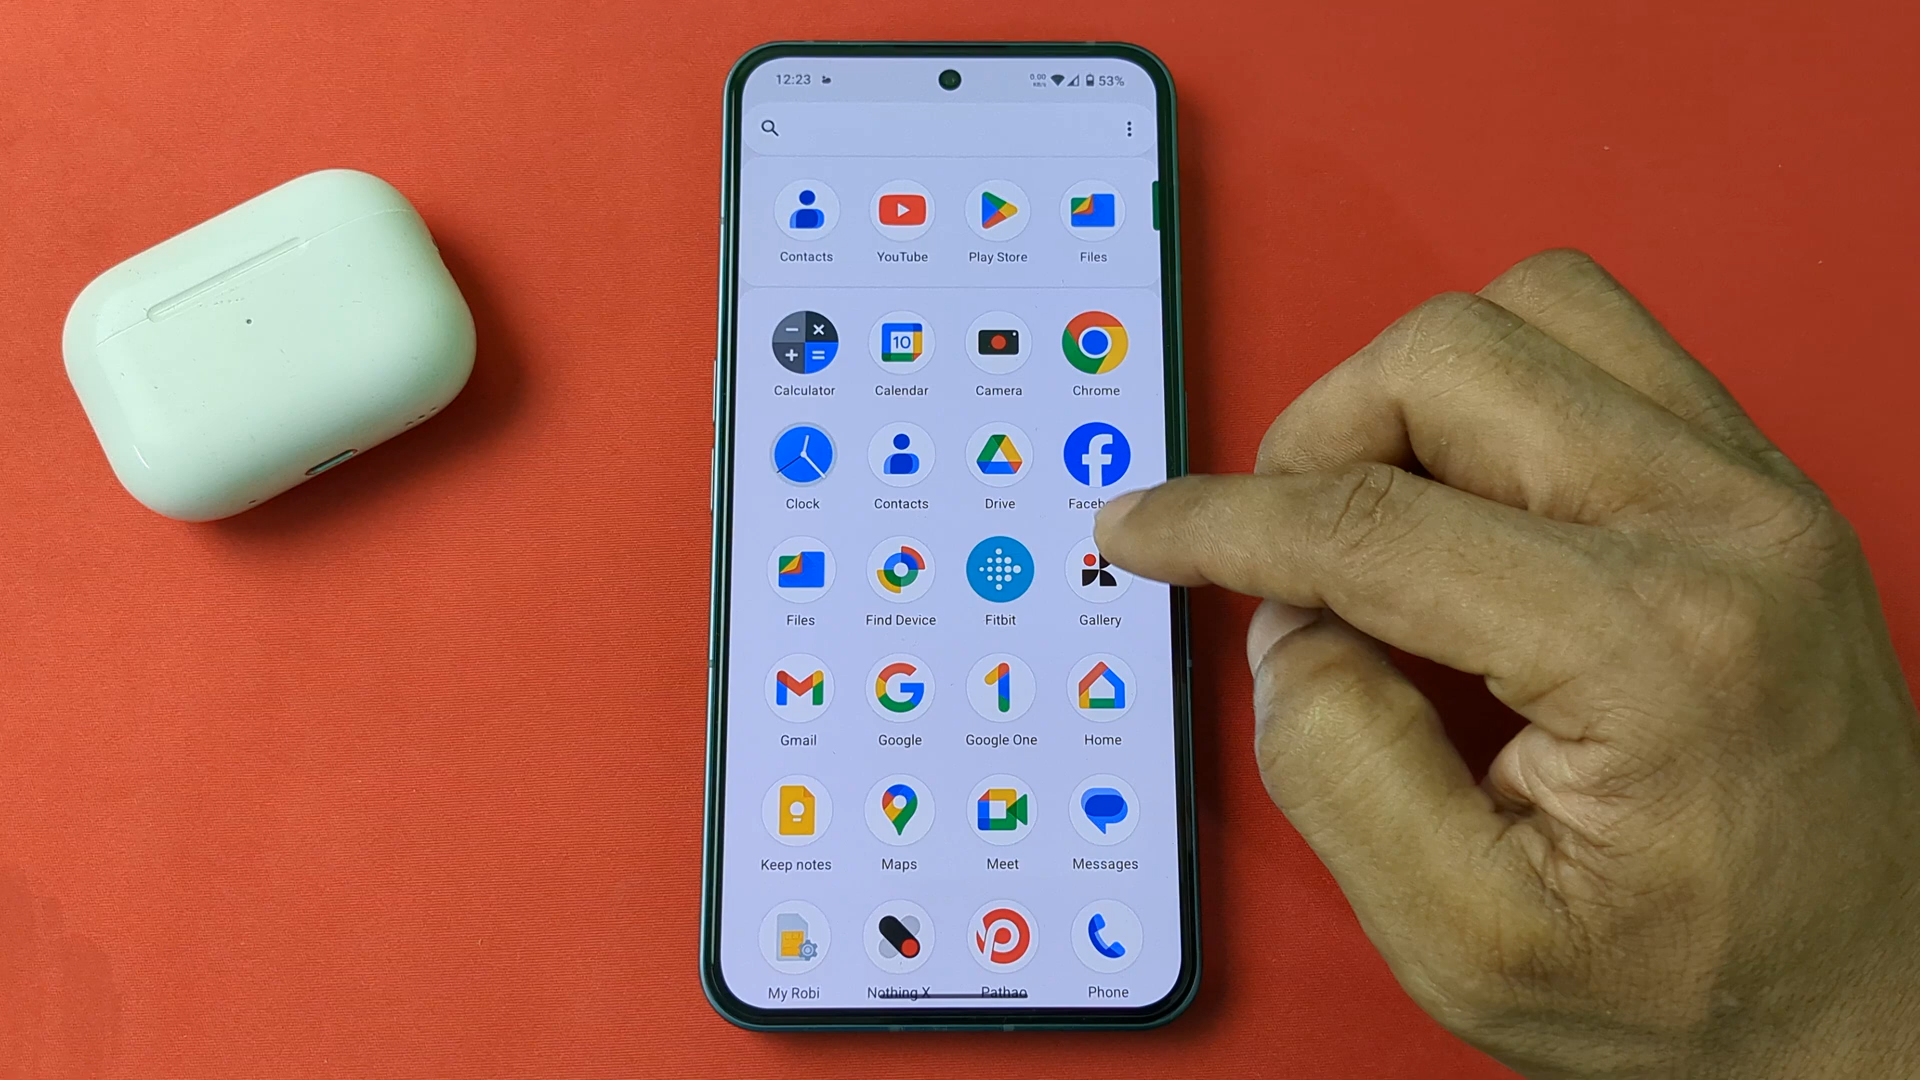 12:23 0.00 KB/s 53%
Contacts YouTube Play Store Files
10
Calculator Calendar Camera Chrome
Clock Contacts Drive Faceb
Files Find Device Fitbit Gallery
Gmail Google Google One Home
Keep notes Maps Meet Messages
My Robi Nothing X Pathao Phone